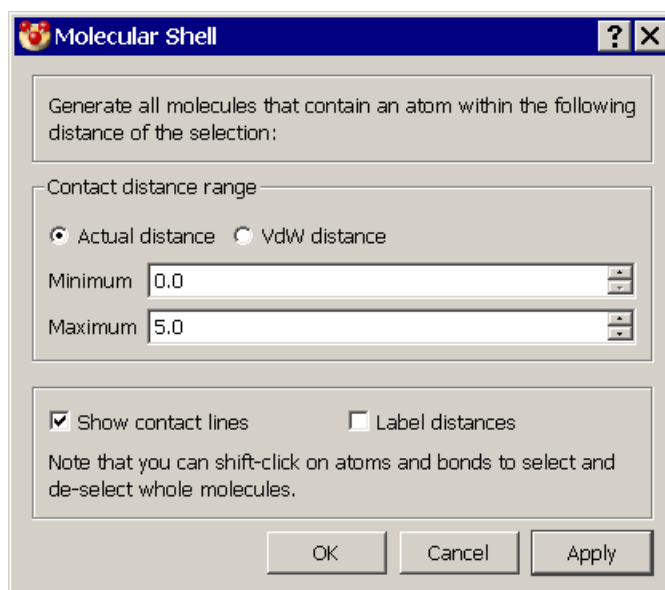 Molecular Shell
Generate all molecules that contain an atom within the following
distance of the selection:
Contact distance range
Actual distance VdW distance
Minimum 0.0
Maximum 5.0
Show contact lines Label distances
Note that you can shift-click on atoms and bonds to select and
de-select whole molecules.
OK Cancel Apply